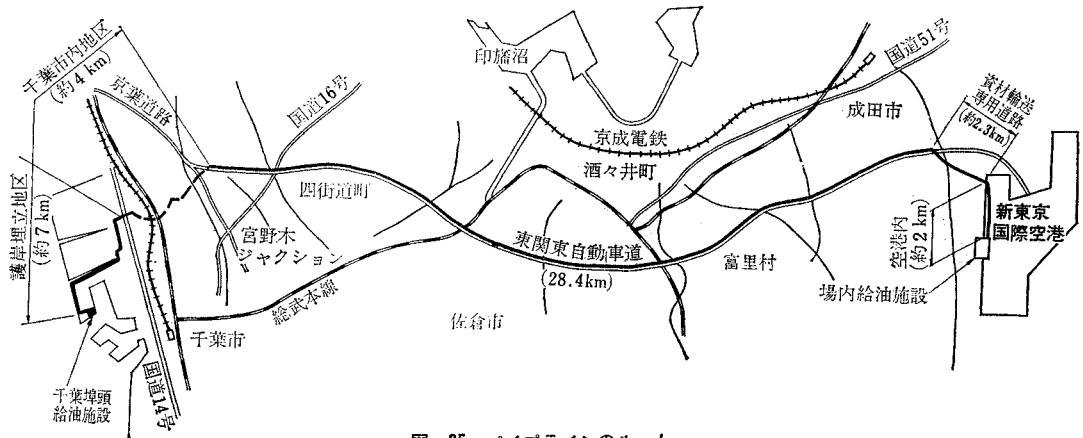 千葉市内地区
(約4km)
京葉道路
国道16号
護岸埋立地区
(約7km)
四街道町
宮野木
ジャクション
総武本線
千葉市
国道14号
千葉埠頭
給油施設
印旛沼
京成電鉄
酒々井町
国道51号
成田市
東関東自動車道
(28.4km)
佐倉市
富里村
資材輸送
専用道路
(約2.3km)
空港内
(約2km)
新東京
国際空港
場内給油施設